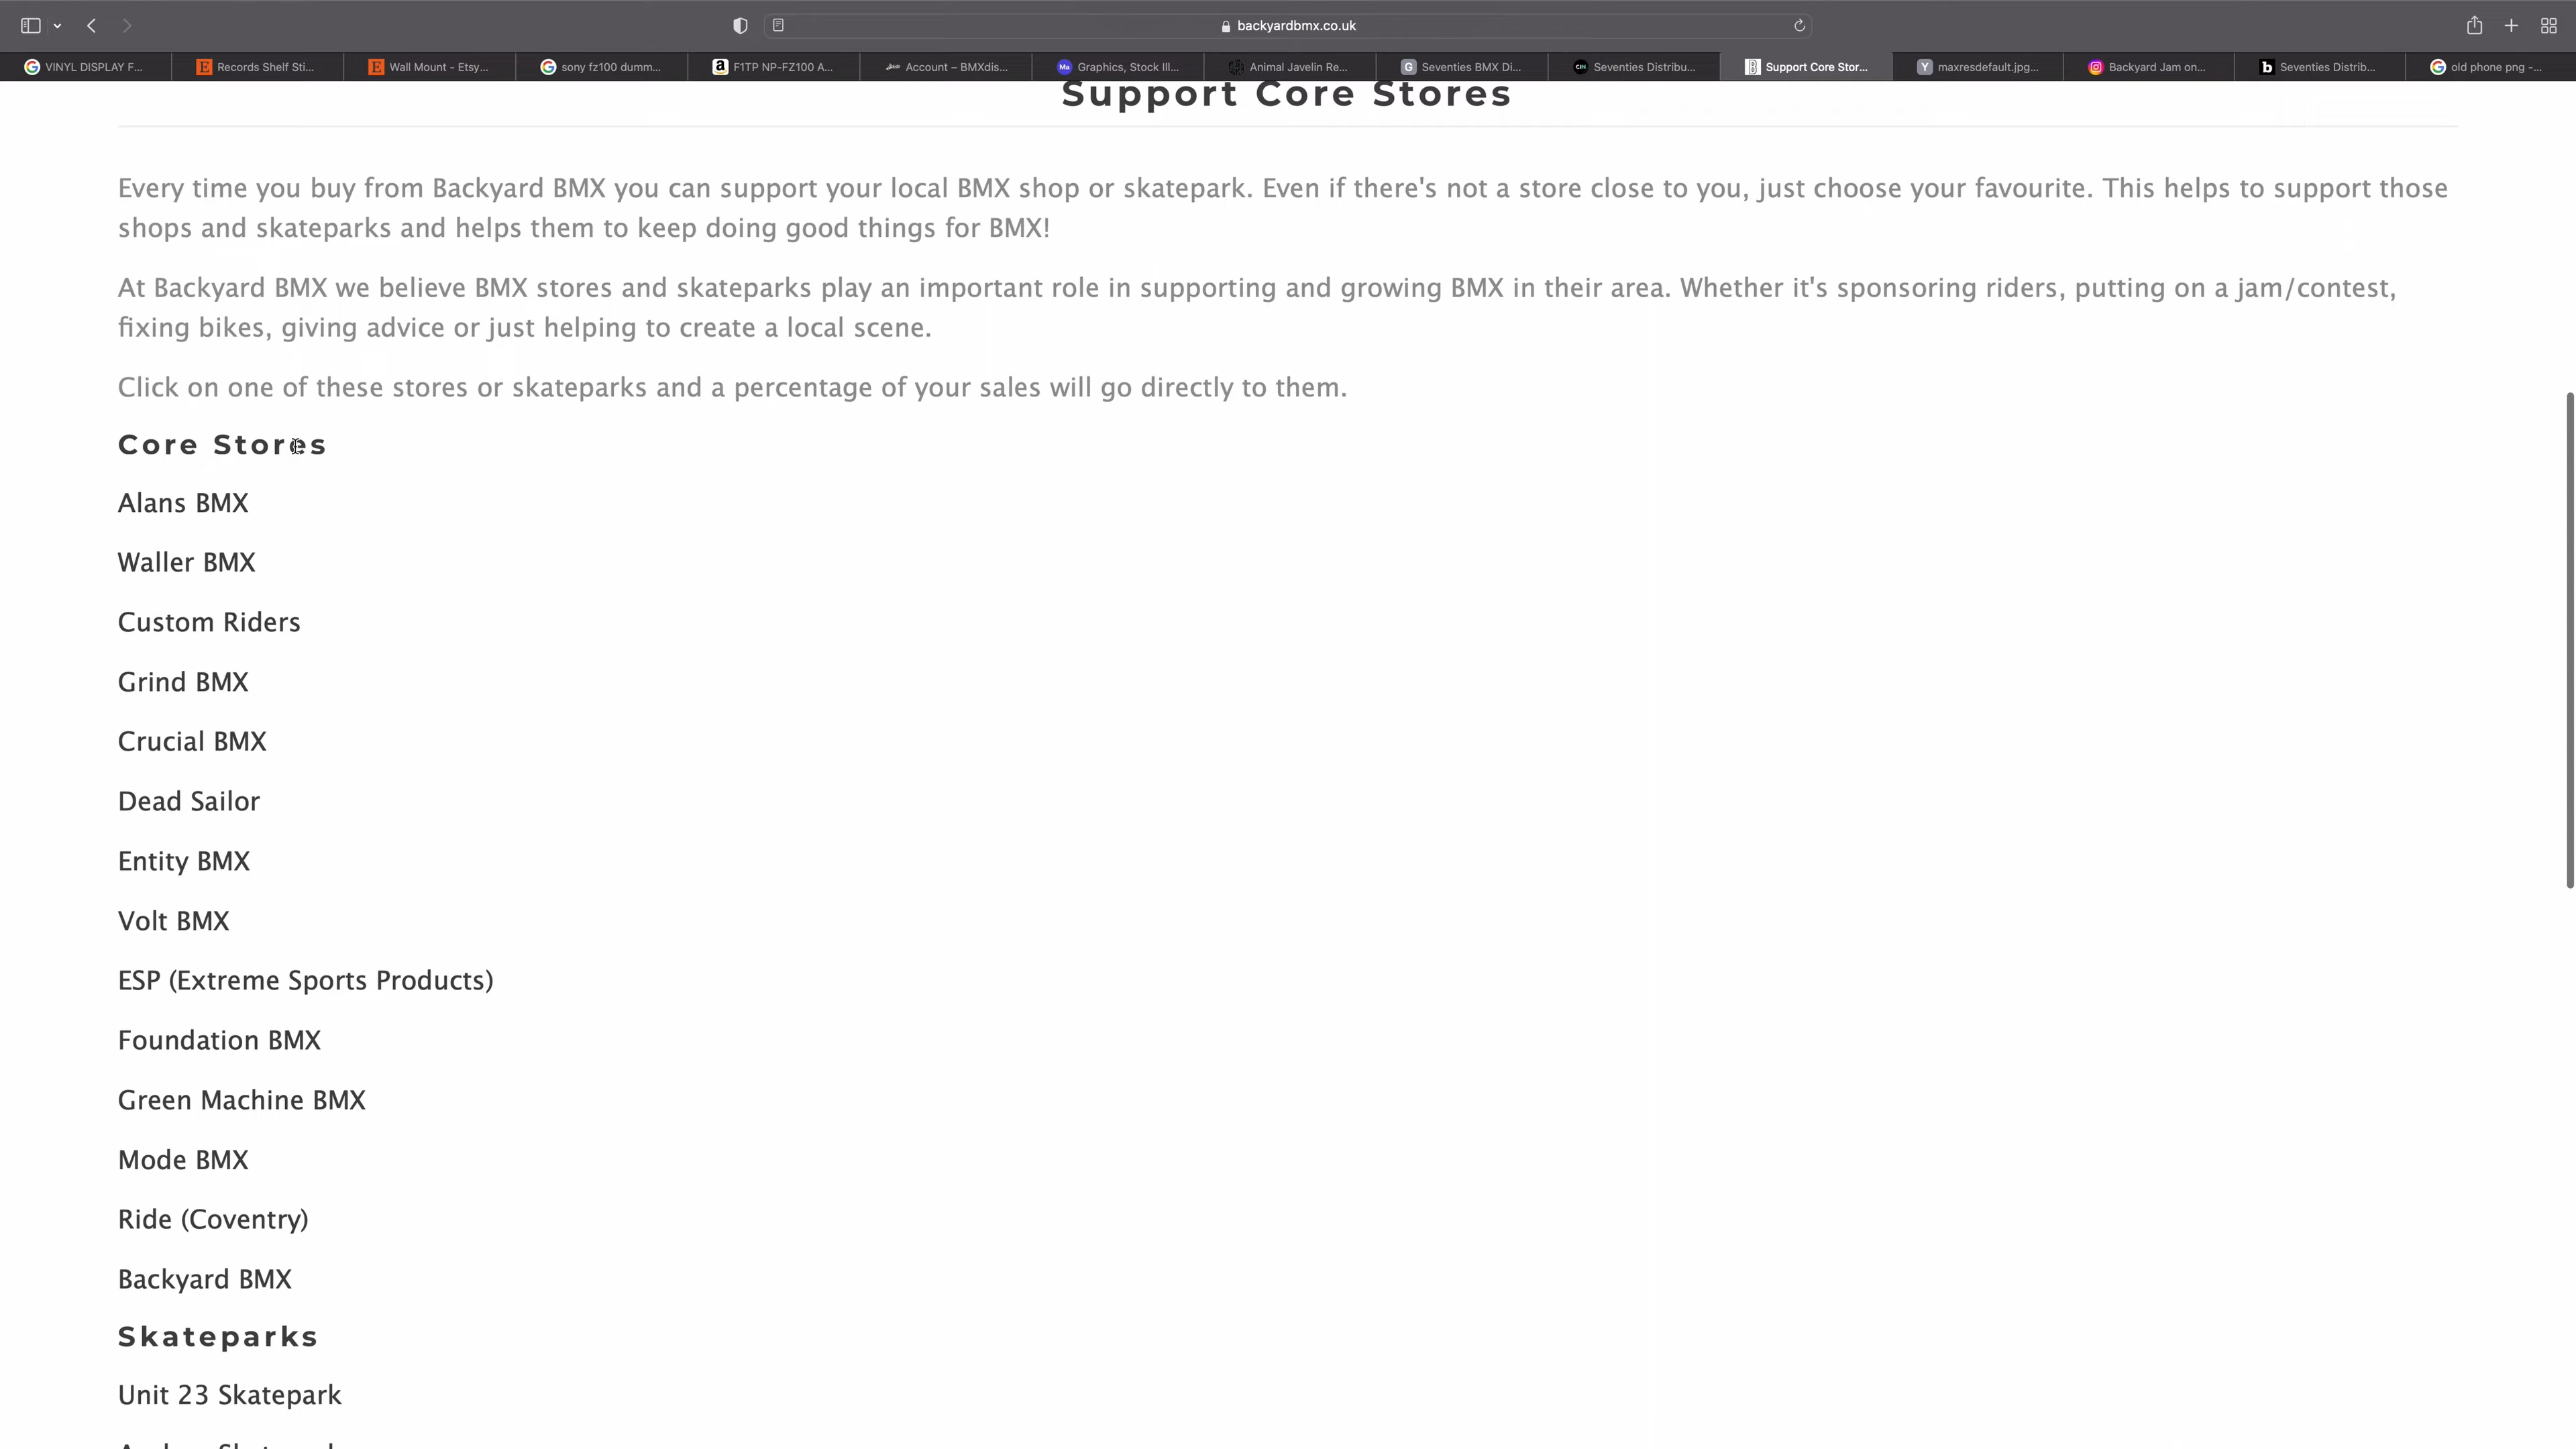 backyardbmx.co.uk
VINYL DISPLAY F...
Records Shelf Sti...
Wall Mount - Etsy...
sony fz100 dumm...
F1TP NP-FZ100 A...
Account – BMXdis...
Ma
Graphics, Stock Ill...
Animal Javelin Re...
G
Seventies BMX Di...
Seventies Distribu...
Support Core Stor...
Y
maxresdefault.jpg...
Backyard Jam on...
b
Seventies Distrib...
old phone png -...
Support Core Stores
Every time you buy from Backyard BMX you can support your local BMX shop or skatepark. Even if there's not a store close to you, just choose your favourite. This helps to support those
shops and skateparks and helps them to keep doing good things for BMX!
At Backyard BMX we believe BMX stores and skateparks play an important role in supporting and growing BMX in their area. Whether it's sponsoring riders, putting on a jam/contest,
fixing bikes, giving advice or just helping to create a local scene.
Click on one of these stores or skateparks and a percentage of your sales will go directly to them.
Core Stores
Alans BMX
Waller BMX
Custom Riders
Grind BMX
Crucial BMX
Dead Sailor
Entity BMX
Volt BMX
ESP (Extreme Sports Products)
Foundation BMX
Green Machine BMX
Mode BMX
Ride (Coventry)
Backyard BMX
Skateparks
Unit 23 Skatepark